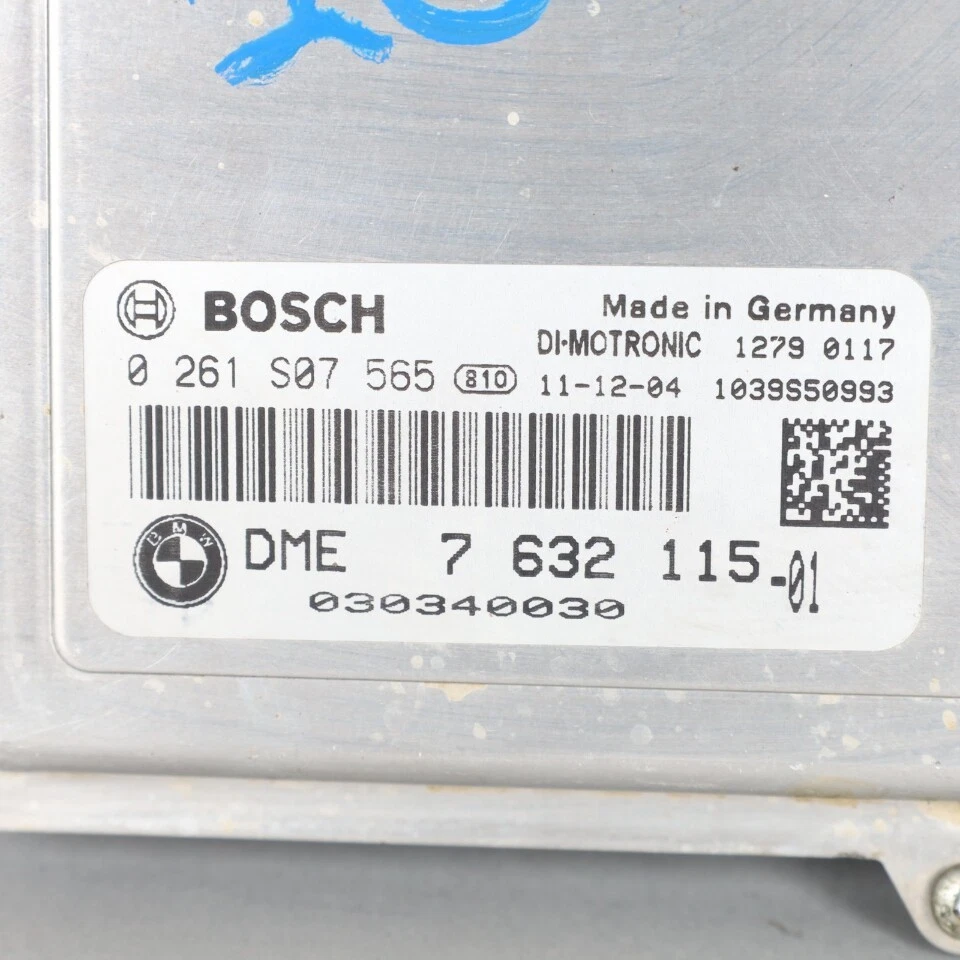 BOSCH
Made in Germany
DI·MOTRONIC 1279 0117
0 261 S07 565 810 11-12-04 1039S50993
BMW
DME 7 632 115-01
030340030